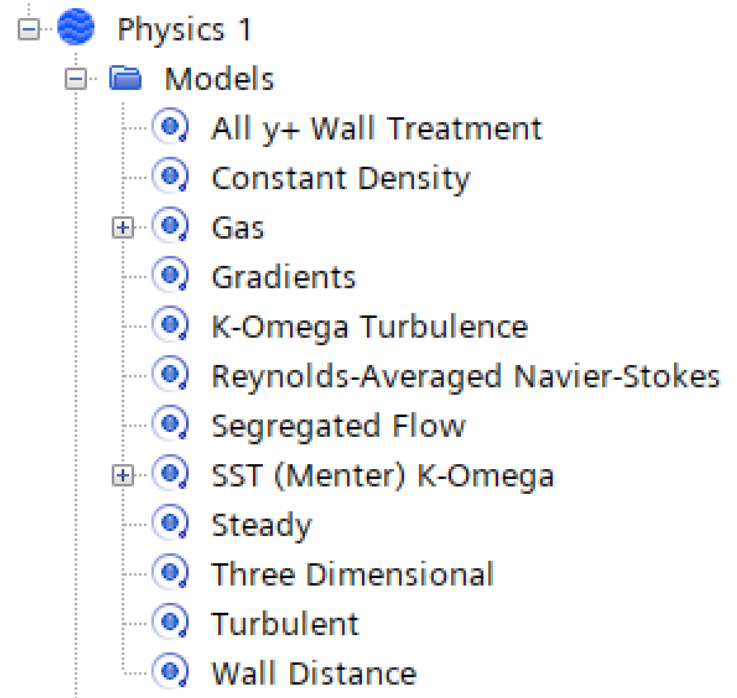 Physics 1
Models
All y+ Wall Treatment
Constant Density
Gas
Gradients
K-Omega Turbulence
Reynolds-Averaged Navier-Stokes
Segregated Flow
SST (Menter) K-Omega
Steady
Three Dimensional
Turbulent
Wall Distance